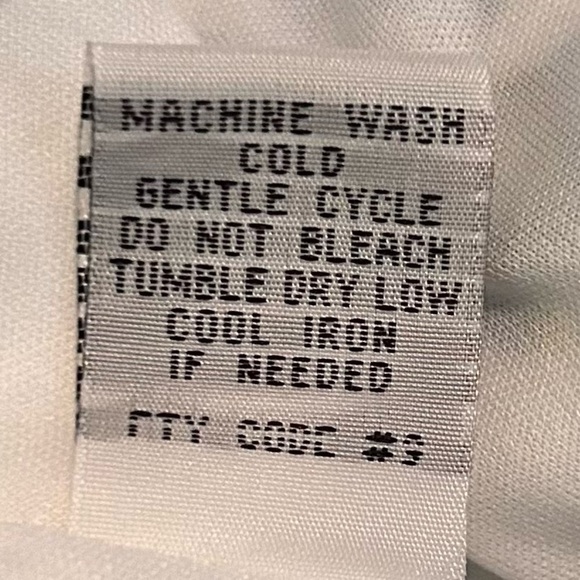 MACHINE WASH
COLD
GENTLE CYCLE
DO NOT BLEACH
TUMBLE DRY LOW
COOL IRON
IF NEEDED
FTY CODE #3